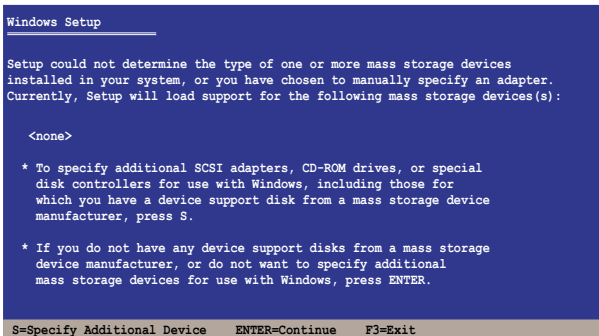 Windows Setup
Setup could not determine the type of one or more mass storage devices
installed in your system, or you have chosen to manually specify an adapter.
Currently, Setup will load support for the following mass storage devices(s):
<none>
* To specify additional SCSI adapters, CD-ROM drives, or special
disk controllers for use with Windows, including those for
which you have a device support disk from a mass storage device
manufacturer, press S.
* If you do not have any device support disks from a mass storage
device manufacturer, or do not want to specify additional
mass storage devices for use with Windows, press ENTER.
S=Specify Additional Device ENTER=Continue F3=Exit